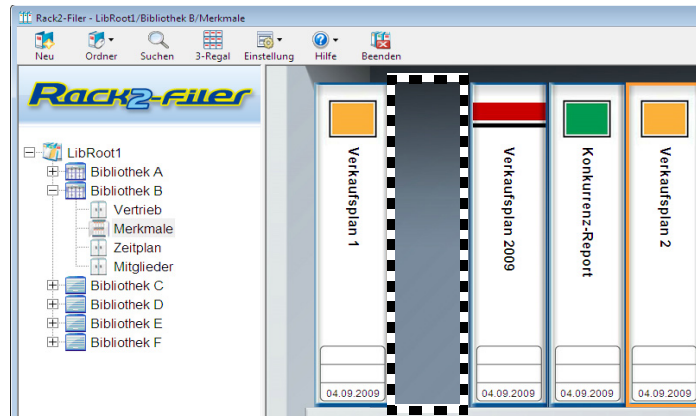 Rack2-Filer - LibRoot1/Bibliothek B/Merkmale
Neu Ordner Suchen 3-Regal Einstellung Hilfe Beenden
Rack2-Filer
LibRoot1
Bibliothek A
Bibliothek B
Vertrieb
Merkmale
Zeitplan
Mitglieder
Bibliothek C
Bibliothek D
Bibliothek E
Bibliothek F
Verkaufsplan 1
04.09.2009
Verkaufsplan 2009
04.09.2009
Konkurrenz-Report
04.09.2009
Verkaufsplan 2
04.09.2009